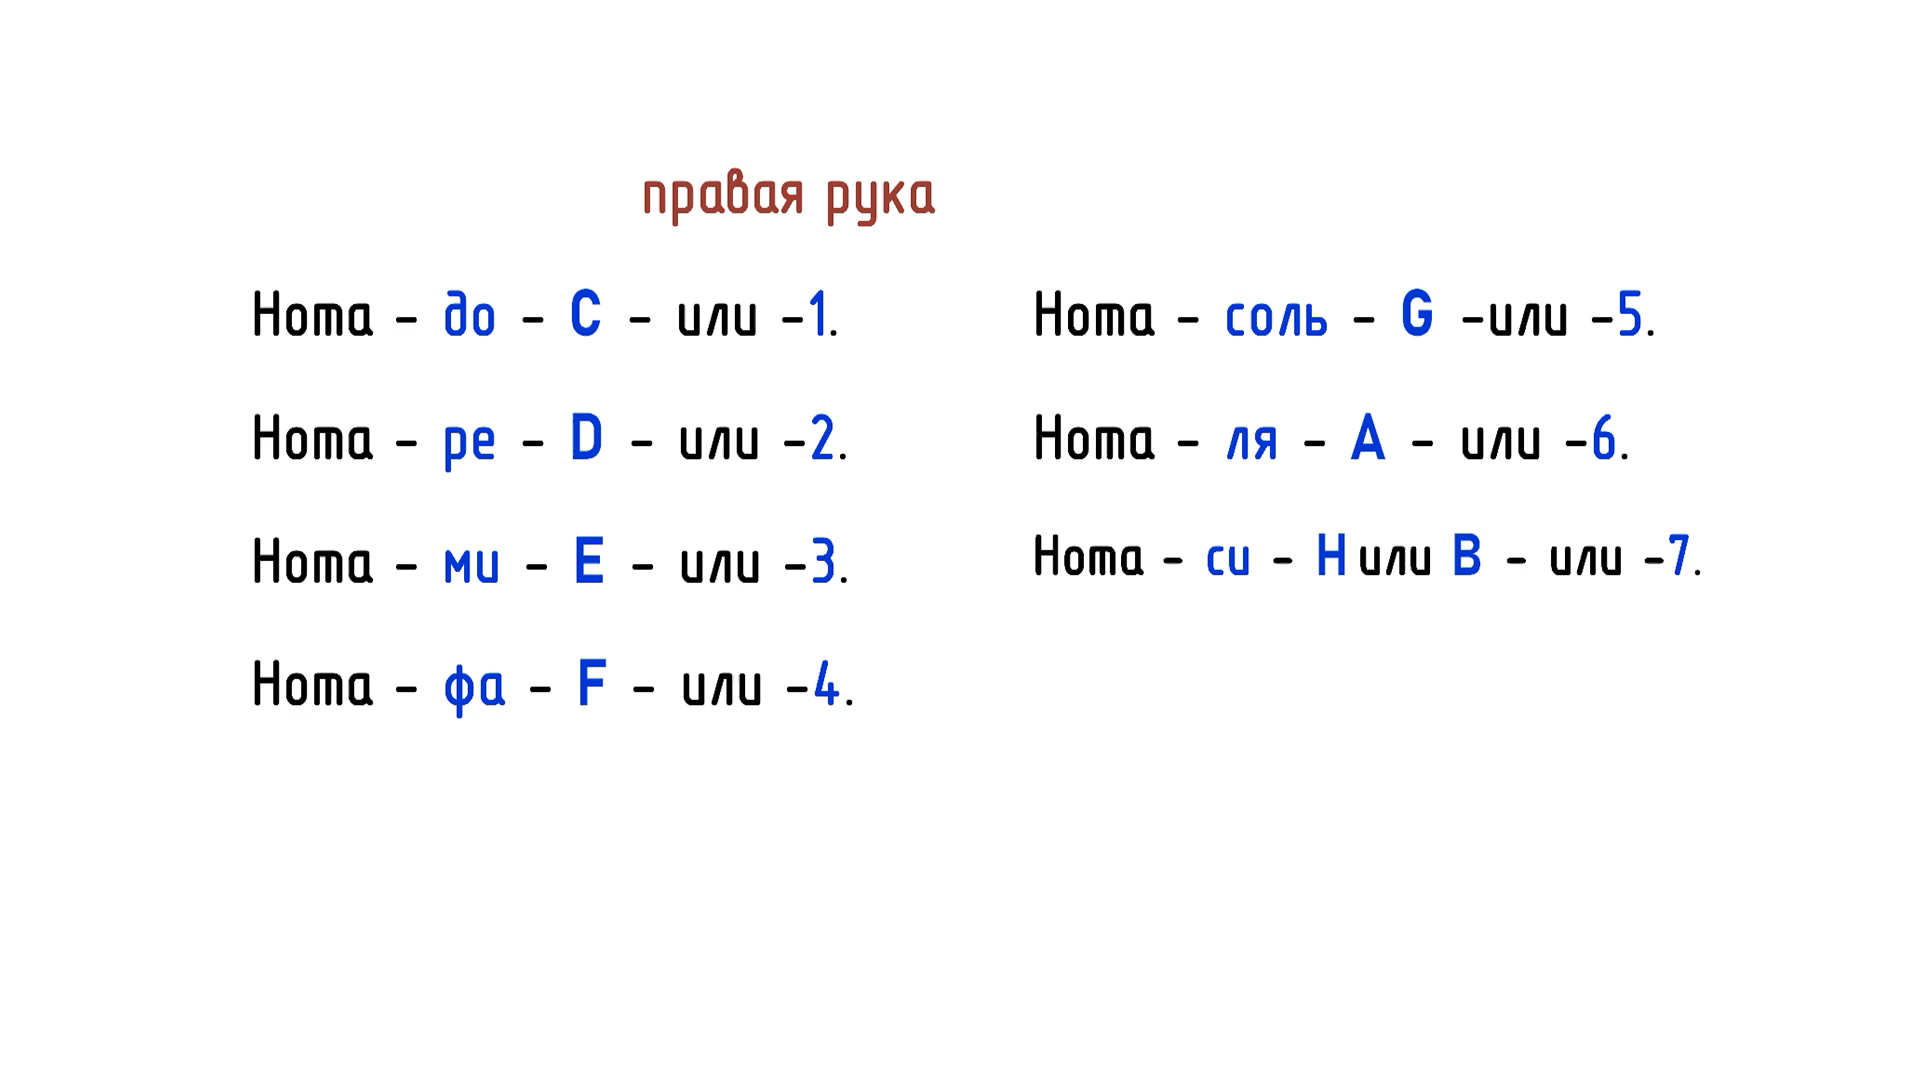 правая рука
Нота - до - C - или -1.
Нота - ре - D - или -2.
Нота - ми - E - или -3.
Нота - фа - F - или -4.
Нота - соль - G -или -5.
Нота - ля - A - или -6.
Нота - си - H или B - или -7.